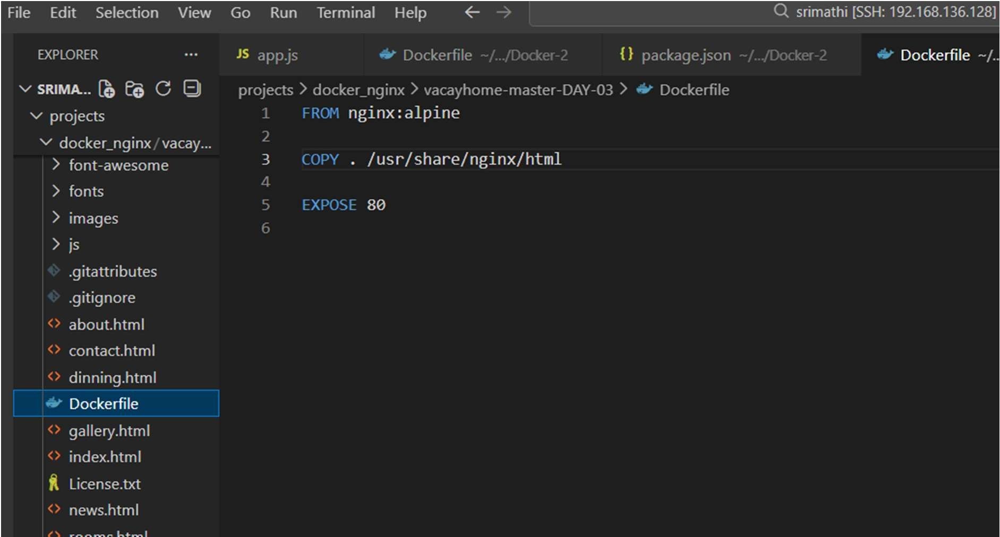 File Edit Selection View Go Run Terminal Help srimathi [SSH: 192.168.136.128]
EXPLORER ...
SRIMA...
projects
docker_nginx/vacay...
font-awesome
fonts
images
js
.gitattributes
.gitignore
about.html
contact.html
dinning.html
Dockerfile
gallery.html
index.html
License.txt
news.html
rooms.html
JS app.js Dockerfile ~/.../Docker-2 {} package.json ~/.../Docker-2 Dockerfile ~/..
projects > docker_nginx > vacayhome-master-DAY-03 > Dockerfile
1 FROM nginx:alpine
2
3 COPY . /usr/share/nginx/html
4
5 EXPOSE 80
6